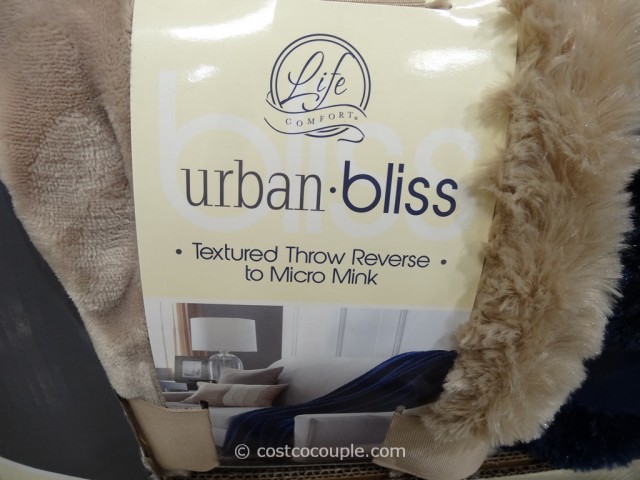 Life
COMFORT®
bliss
urban·bliss
• Textured Throw Reverse •
to Micro Mink
© costcocouple.com